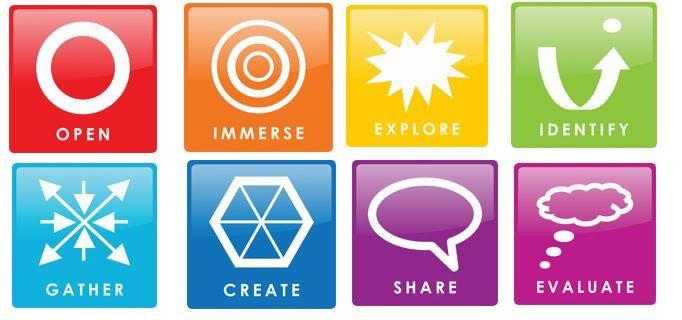 OPEN
IMMERSE
EXPLORE
IDENTIFY
GATHER
CREATE
SHARE
EVALUATE